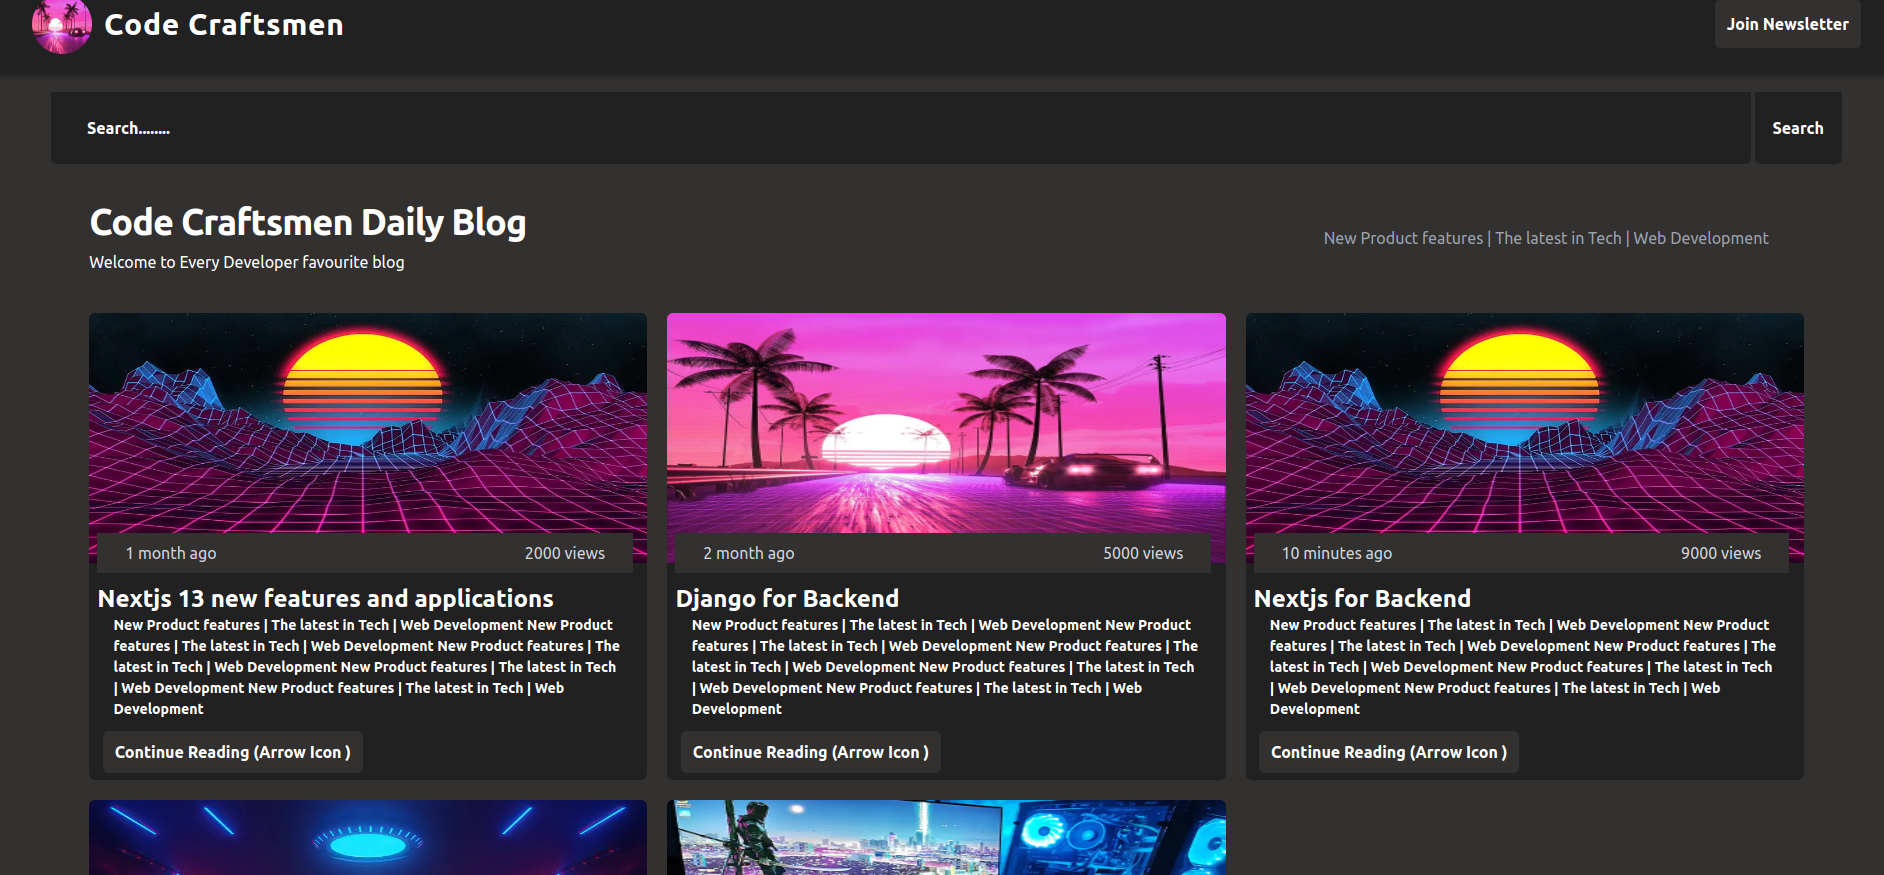 Code Craftsmen
Join Newsletter
Search........
Search
Code Craftsmen Daily Blog
Welcome to Every Developer favourite blog
New Product features | The latest in Tech | Web Development
1 month ago
2000 views
Nextjs 13 new features and applications
New Product features | The latest in Tech | Web Development New Product
features | The latest in Tech | Web Development New Product features | The
latest in Tech | Web Development New Product features | The latest in Tech
| Web Development New Product features | The latest in Tech | Web
Development
Continue Reading (Arrow Icon )
2 month ago
5000 views
Django for Backend
New Product features | The latest in Tech | Web Development New Product
features | The latest in Tech | Web Development New Product features | The
latest in Tech | Web Development New Product features | The latest in Tech
| Web Development New Product features | The latest in Tech | Web
Development
Continue Reading (Arrow Icon )
10 minutes ago
9000 views
Nextjs for Backend
New Product features | The latest in Tech | Web Development New Product
features | The latest in Tech | Web Development New Product features | The
latest in Tech | Web Development New Product features | The latest in Tech
| Web Development New Product features | The latest in Tech | Web
Development
Continue Reading (Arrow Icon )